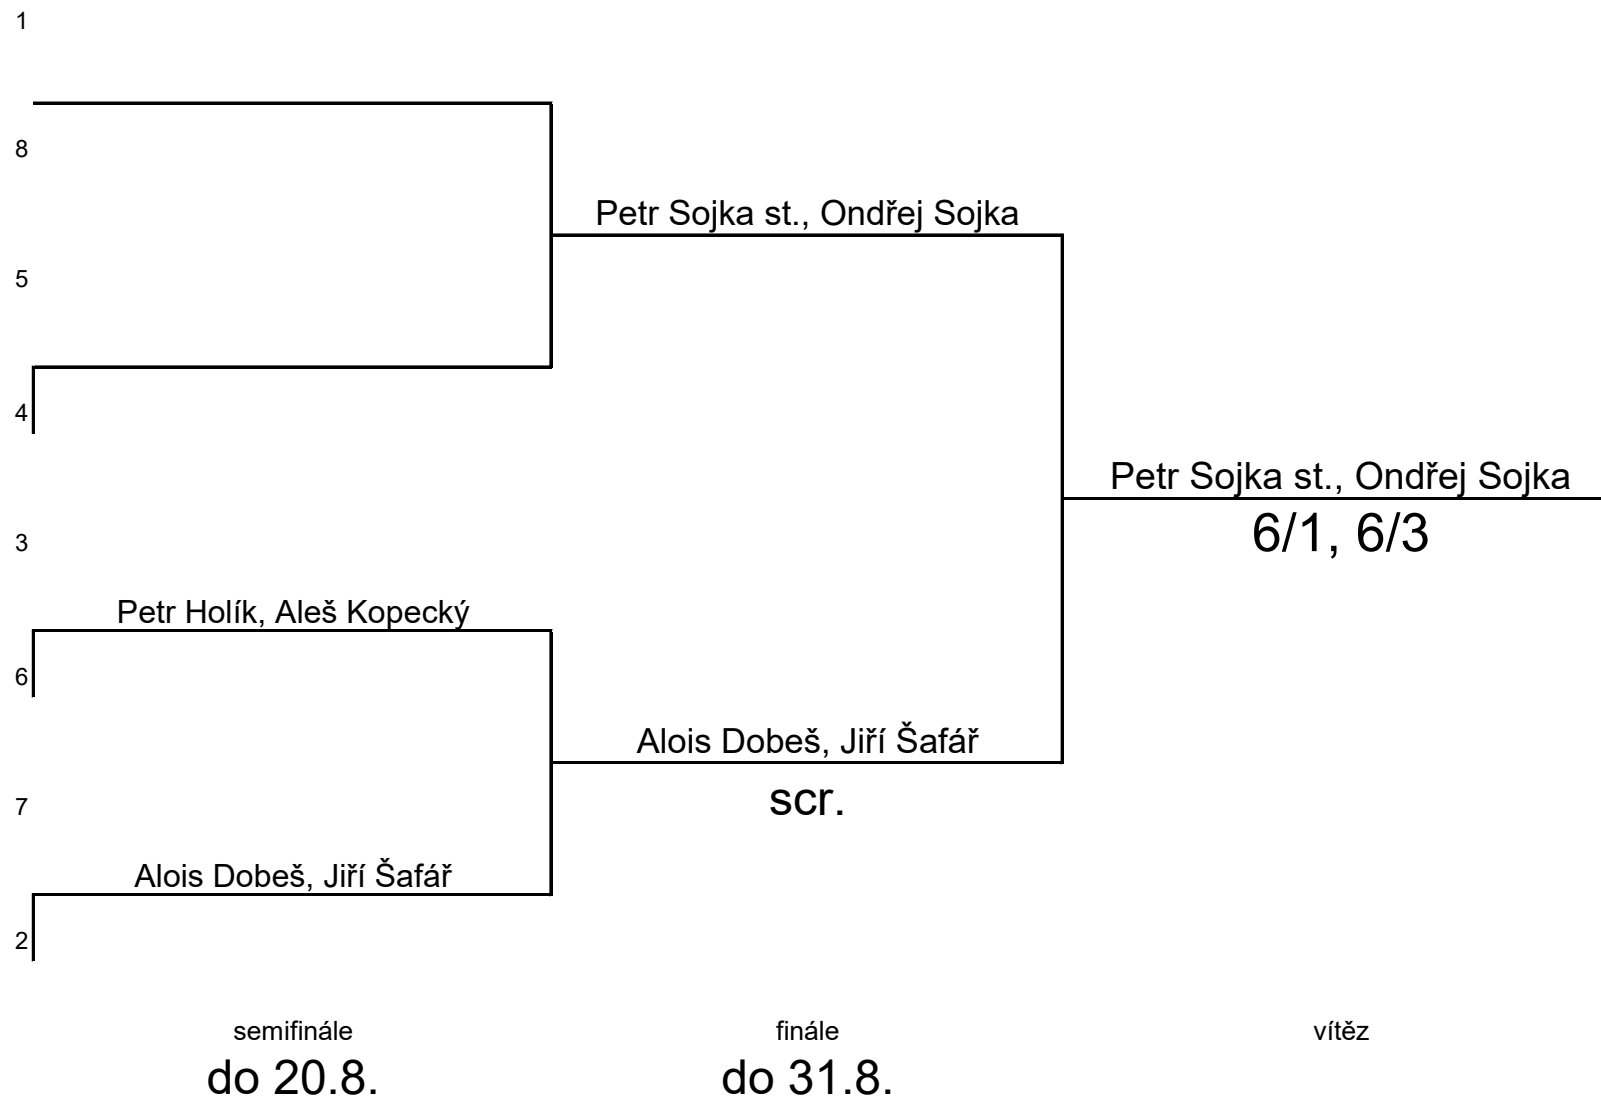 1
8
Petr Sojka st., Ondřej Sojka
5
4
Petr Sojka st., Ondřej Sojka
6/1, 6/3
3
Petr Holík, Aleš Kopecký
6
Alois Dobeš, Jiří Šafář
scr.
7
Alois Dobeš, Jiří Šafář
2
semifinále finále vítěz
do 20.8. do 31.8.